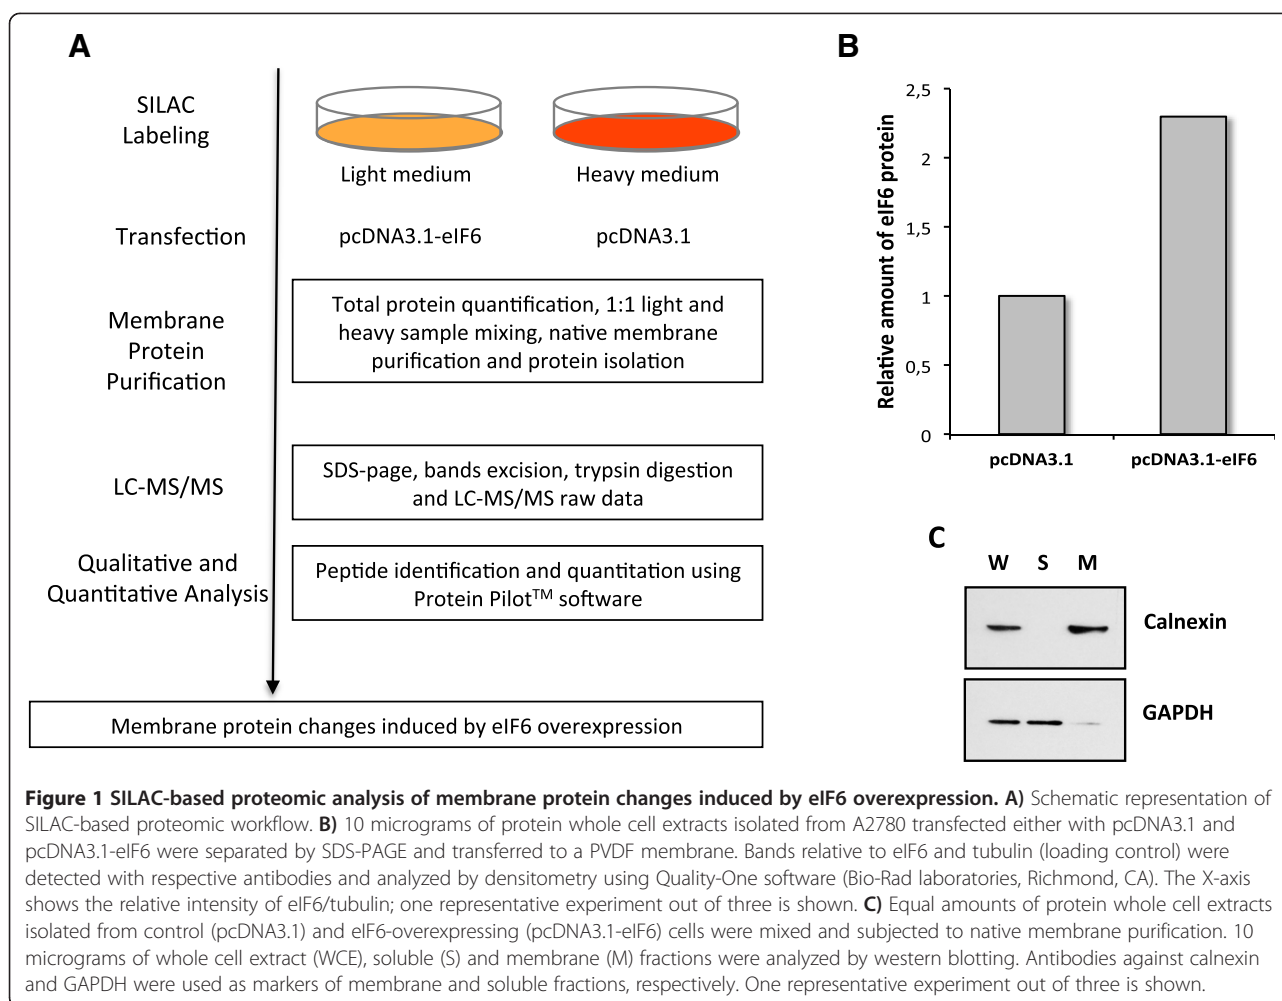 A
SILAC
Labeling
Light medium
Heavy medium
Transfection
pcDNA3.1-eIF6
pcDNA3.1
Membrane
Protein
Purification
Total protein quantification, 1:1 light and
heavy sample mixing, native membrane
purification and protein isolation
LC-MS/MS
SDS-page, bands excision, trypsin digestion
and LC-MS/MS raw data
Qualitative and
Quantitative Analysis
Peptide identification and quantitation using
Protein Pilot™ software
Membrane protein changes induced by eIF6 overexpression
B
Relative amount of eIF6 protein
2,5
2
1,5
1
0,5
0
pcDNA3.1
pcDNA3.1-eIF6
C
W S M
Calnexin
GAPDH
Figure 1 SILAC-based proteomic analysis of membrane protein changes induced by eIF6 overexpression. A) Schematic representation of
SILAC-based proteomic workflow. B) 10 micrograms of protein whole cell extracts isolated from A2780 transfected either with pcDNA3.1 and
pcDNA3.1-eIF6 were separated by SDS-PAGE and transferred to a PVDF membrane. Bands relative to eIF6 and tubulin (loading control) were
detected with respective antibodies and analyzed by densitometry using Quality-One software (Bio-Rad laboratories, Richmond, CA). The X-axis
shows the relative intensity of eIF6/tubulin; one representative experiment out of three is shown. C) Equal amounts of protein whole cell extracts
isolated from control (pcDNA3.1) and eIF6-overexpressing (pcDNA3.1-eIF6) cells were mixed and subjected to native membrane purification. 10
micrograms of whole cell extract (WCE), soluble (S) and membrane (M) fractions were analyzed by western blotting. Antibodies against calnexin
and GAPDH were used as markers of membrane and soluble fractions, respectively. One representative experiment out of three is shown.